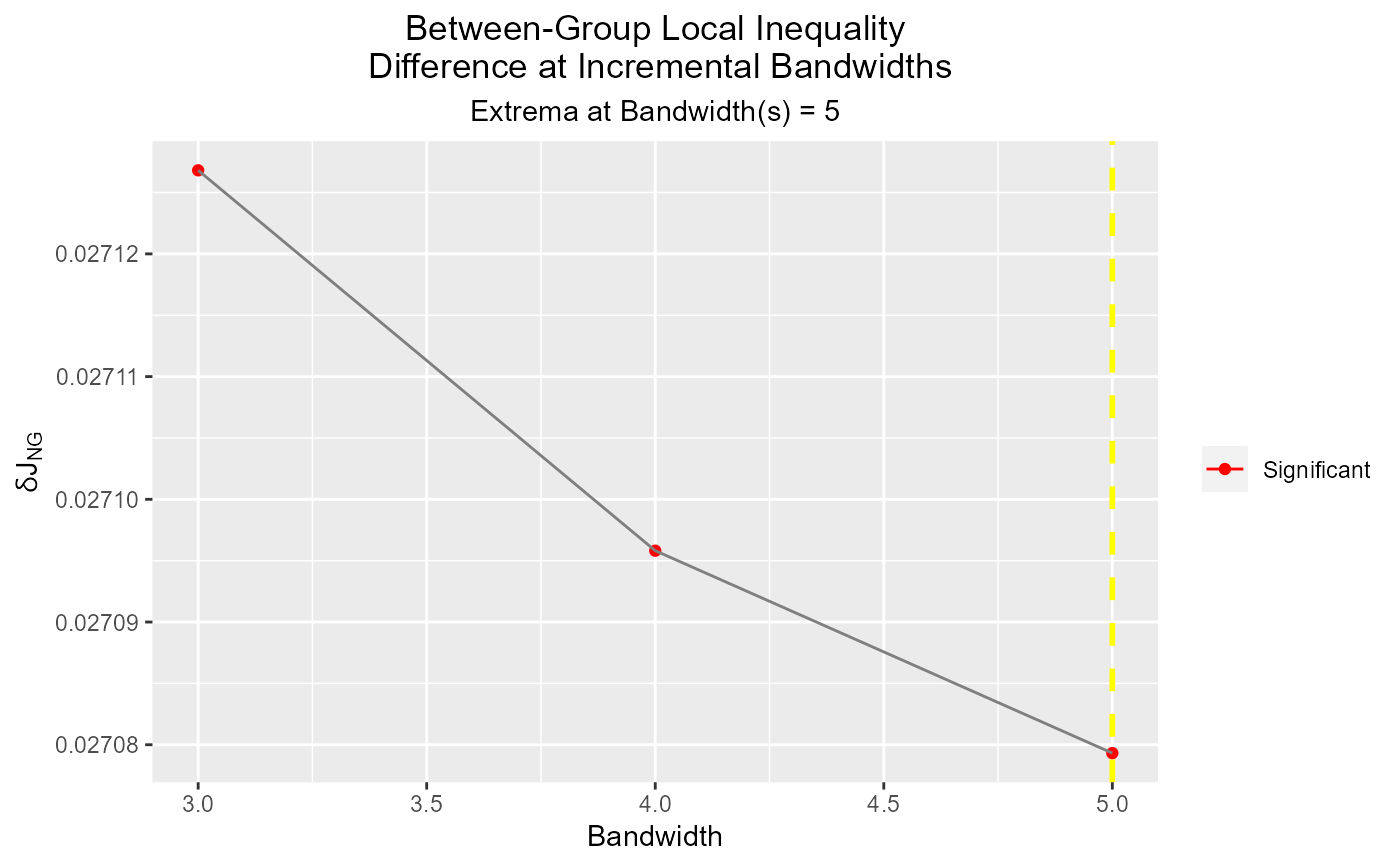 Between-Group Local Inequality
Difference at Incremental Bandwidths
Extrema at Bandwidth(s) = 5
0.02712
0.02711
0.02710
0.02709
0.02708
δJNG
3.0 3.5 4.0 4.5 5.0
Bandwidth
Significant